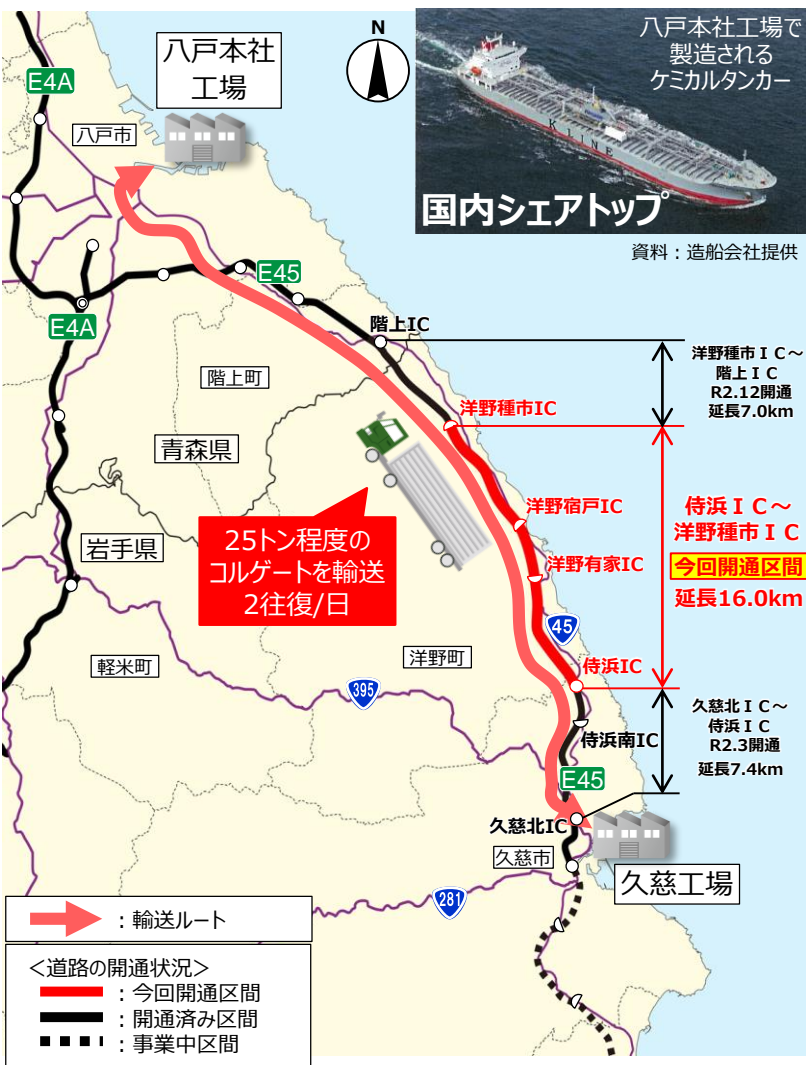 八戸本社
工場
N
八戸本社工場で
製造される
ケミカルタンカー
K LINE
国内シェアトップ
資料：造船会社提供
E4A
八戸市
E45
E4A
階上IC
洋野種市ＩＣ～
階上ＩＣ
R2.12開通
延長7.0km
階上町
洋野種市IC
青森県
洋野宿戸IC
侍浜ＩＣ～
洋野種市ＩＣ
今回開通区間
延長16.0km
25トン程度の
コルゲートを輸送
2往復/日
岩手県
洋野有家IC
45
軽米町
洋野町
侍浜IC
395
侍浜南IC
久慈北ＩＣ～
侍浜ＩＣ
R2.3開通
延長7.4km
E45
久慈北IC
久慈市
久慈工場
281
：輸送ルート
＜道路の開通状況＞
：今回開通区間
：開通済み区間
：事業中区間